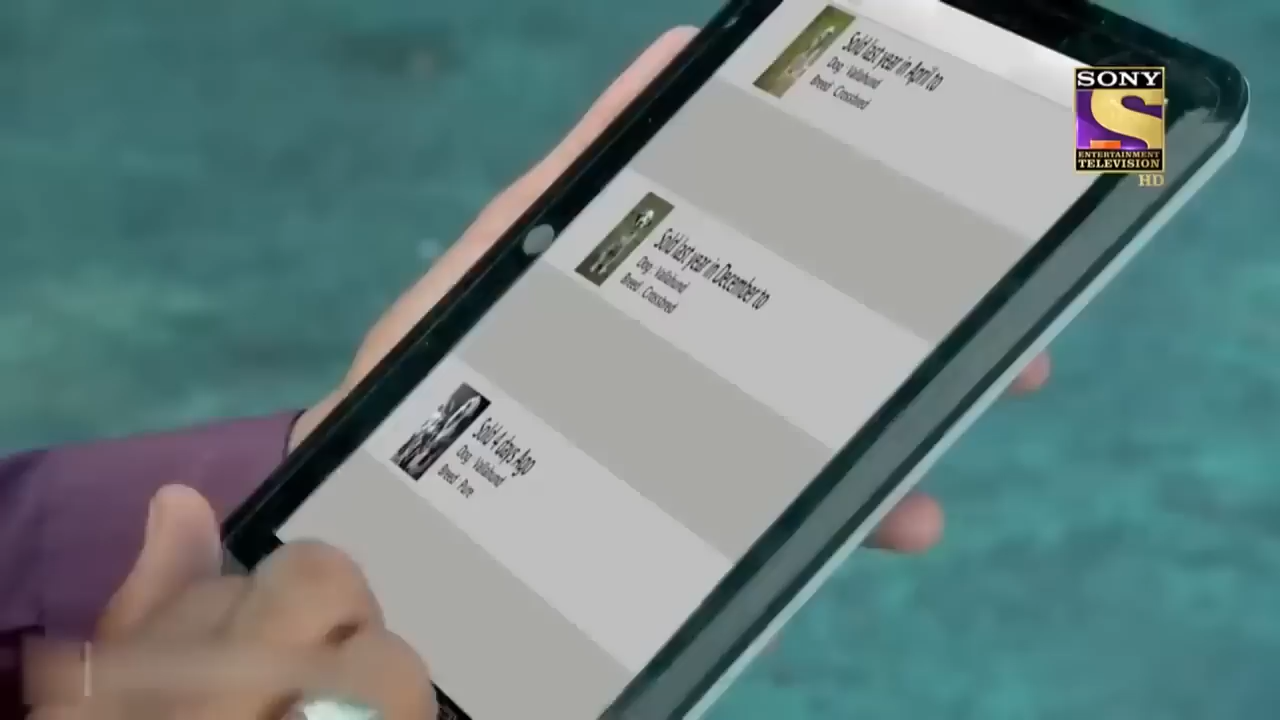 Sold last year in April to
Dog Vallahund
Breed Crossbred
Sold last year in December to
Dog Vallahund
Breed Crossbred
Sold 4 days Ago
Dog Vallahund
Breed Pure
SONY
S
ENTERTAINMENT
TELEVISION
HD